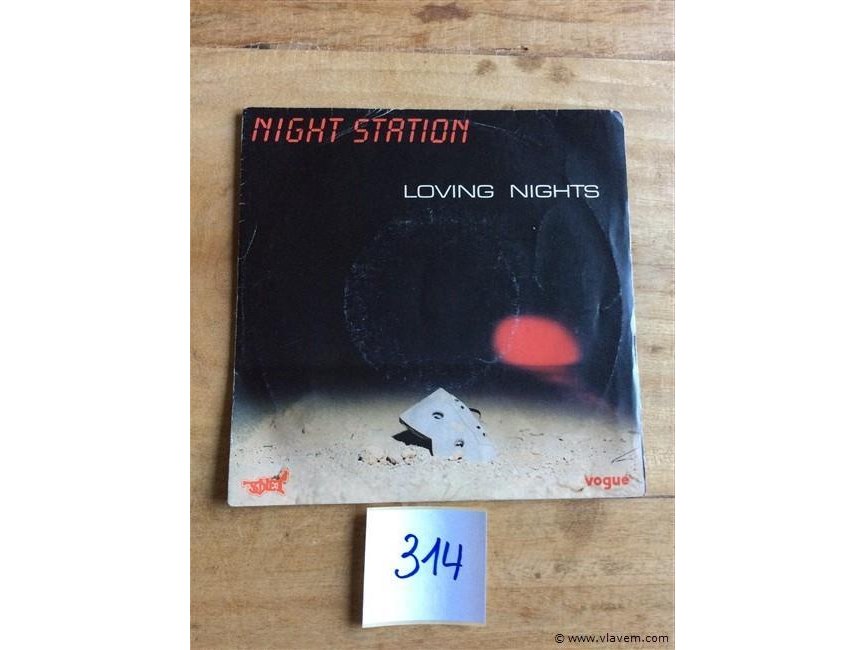 NIGHT STATION
LOVING NIGHTS
vogue
314
© www.vlavem.com